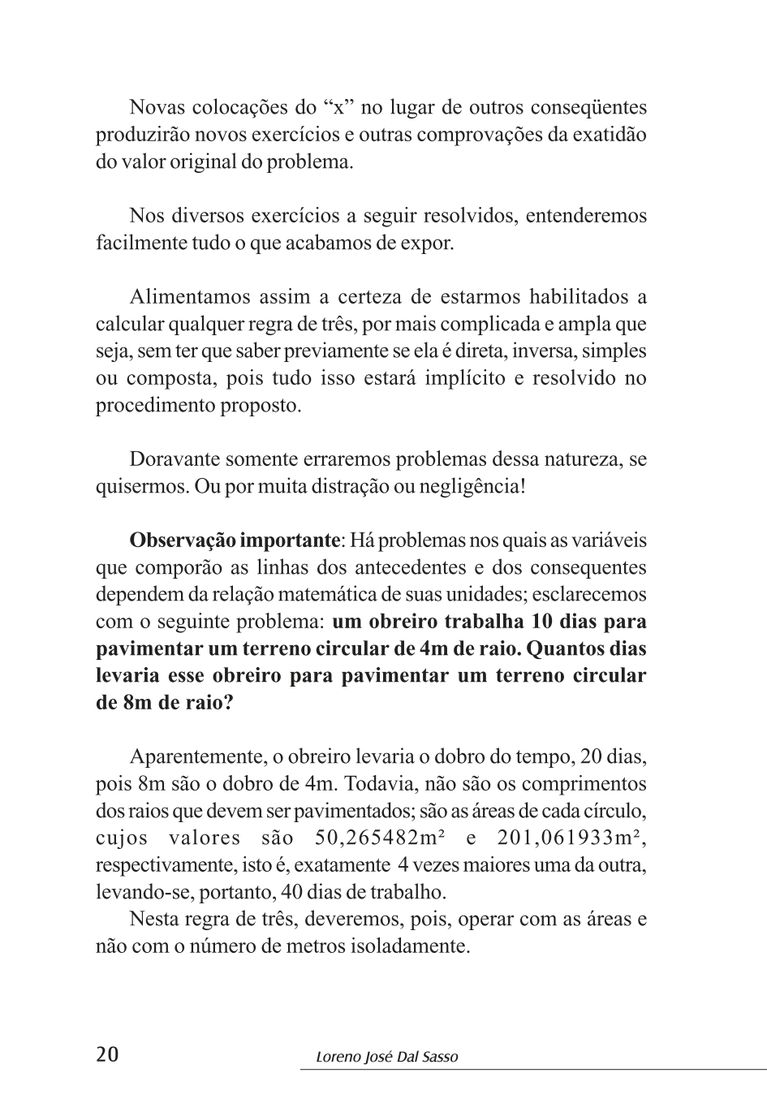 Novas colocações do “x” no lugar de outros conseqüentes
produzirão novos exercícios e outras comprovações da exatidão
do valor original do problema.
Nos diversos exercícios a seguir resolvidos, entenderemos
facilmente tudo o que acabamos de expor.
Alimentamos assim a certeza de estarmos habilitados a
calcular qualquer regra de três, por mais complicada e ampla que
seja, sem ter que saber previamente se ela é direta, inversa, simples
ou composta, pois tudo isso estará implícito e resolvido no
procedimento proposto.
Doravante somente erraremos problemas dessa natureza, se
quisermos. Ou por muita distração ou negligência!
Observação importante: Há problemas nos quais as variáveis
que comporão as linhas dos antecedentes e dos consequentes
dependem da relação matemática de suas unidades; esclarecemos
com o seguinte problema: um obreiro trabalha 10 dias para
pavimentar um terreno circular de 4m de raio. Quantos dias
levaria esse obreiro para pavimentar um terreno circular
de 8m de raio?
Aparentemente, o obreiro levaria o dobro do tempo, 20 dias,
pois 8m são o dobro de 4m. Todavia, não são os comprimentos
dos raios que devem ser pavimentados; são as áreas de cada círculo,
cujos valores são 50,265482m² e 201,061933m²,
respectivamente, isto é, exatamente 4 vezes maiores uma da outra,
levando-se, portanto, 40 dias de trabalho.
Nesta regra de três, deveremos, pois, operar com as áreas e
não com o número de metros isoladamente.
20 Loreno José Dal Sasso